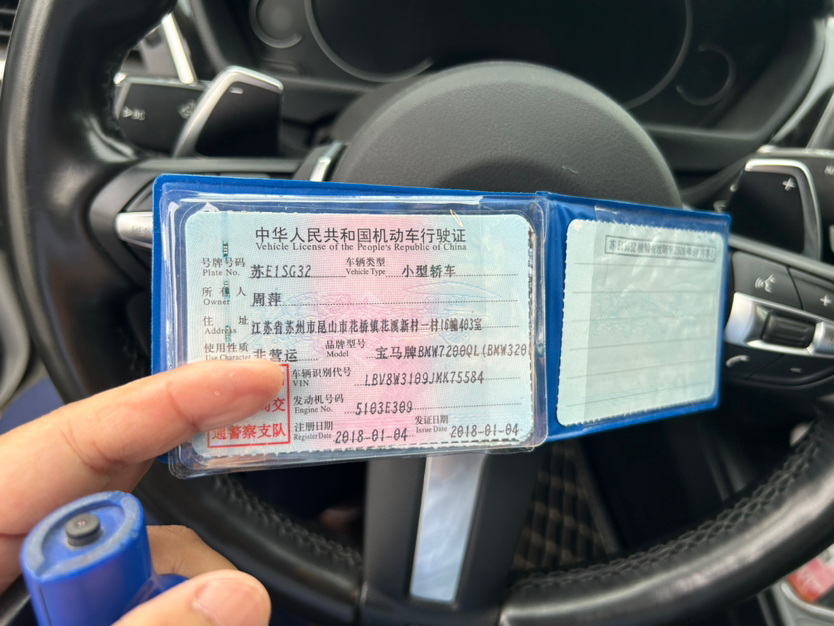 中华人民共和国机动车行驶证
Vehicle License of the People's Republic of China
号牌号码 苏E1SG32 车辆类型 小型轿车
Plate No. Vehicle Type
所有人 周萍
Owner
住址 江苏省苏州市昆山市花桥镇花溪新村一村16幢403室
Address
使用性质 非营运 品牌型号 宝马牌BMW7200QL(BMW320
Use Character Model
车辆识别代号 LBV8W3109JMK75584
VIN
发动机号码 5103E309
Engine No.
通警察支队 注册日期 2018-01-04 发证日期 2018-01-04
Register Date Issue Date